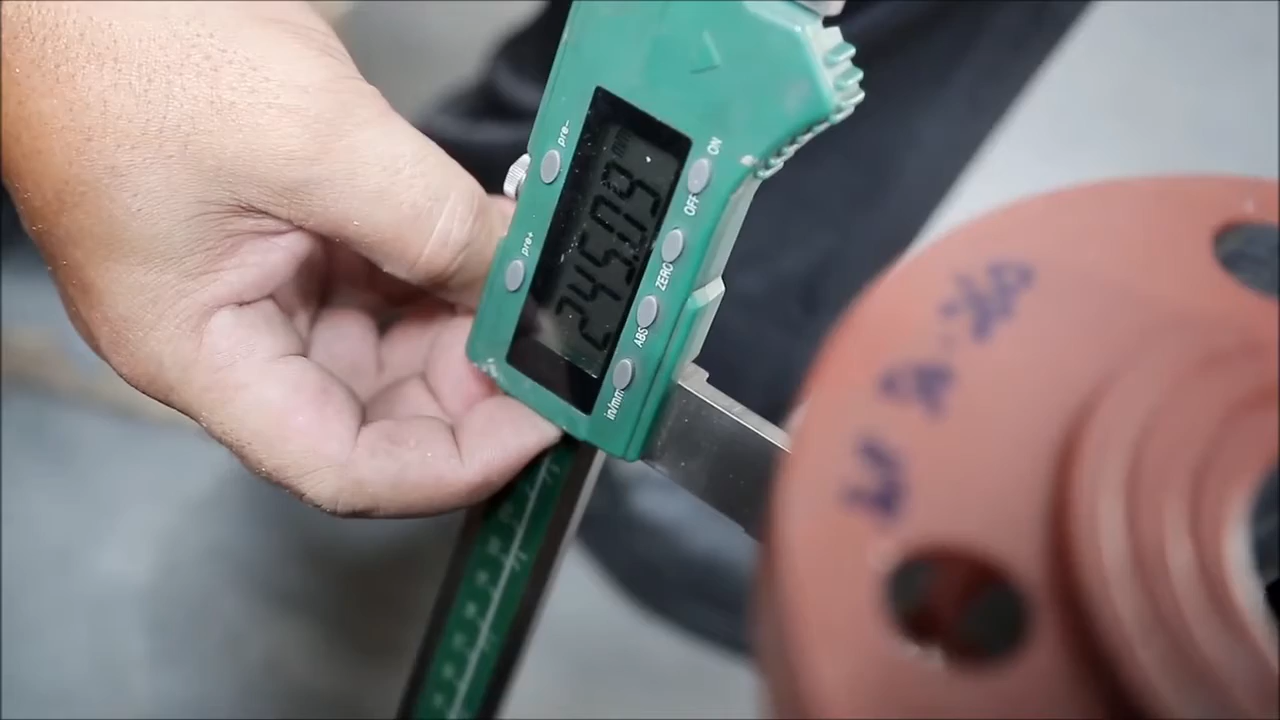 245.09
mm
pre-
pre+
ON
OFF
ZERO
ABS
in/mm